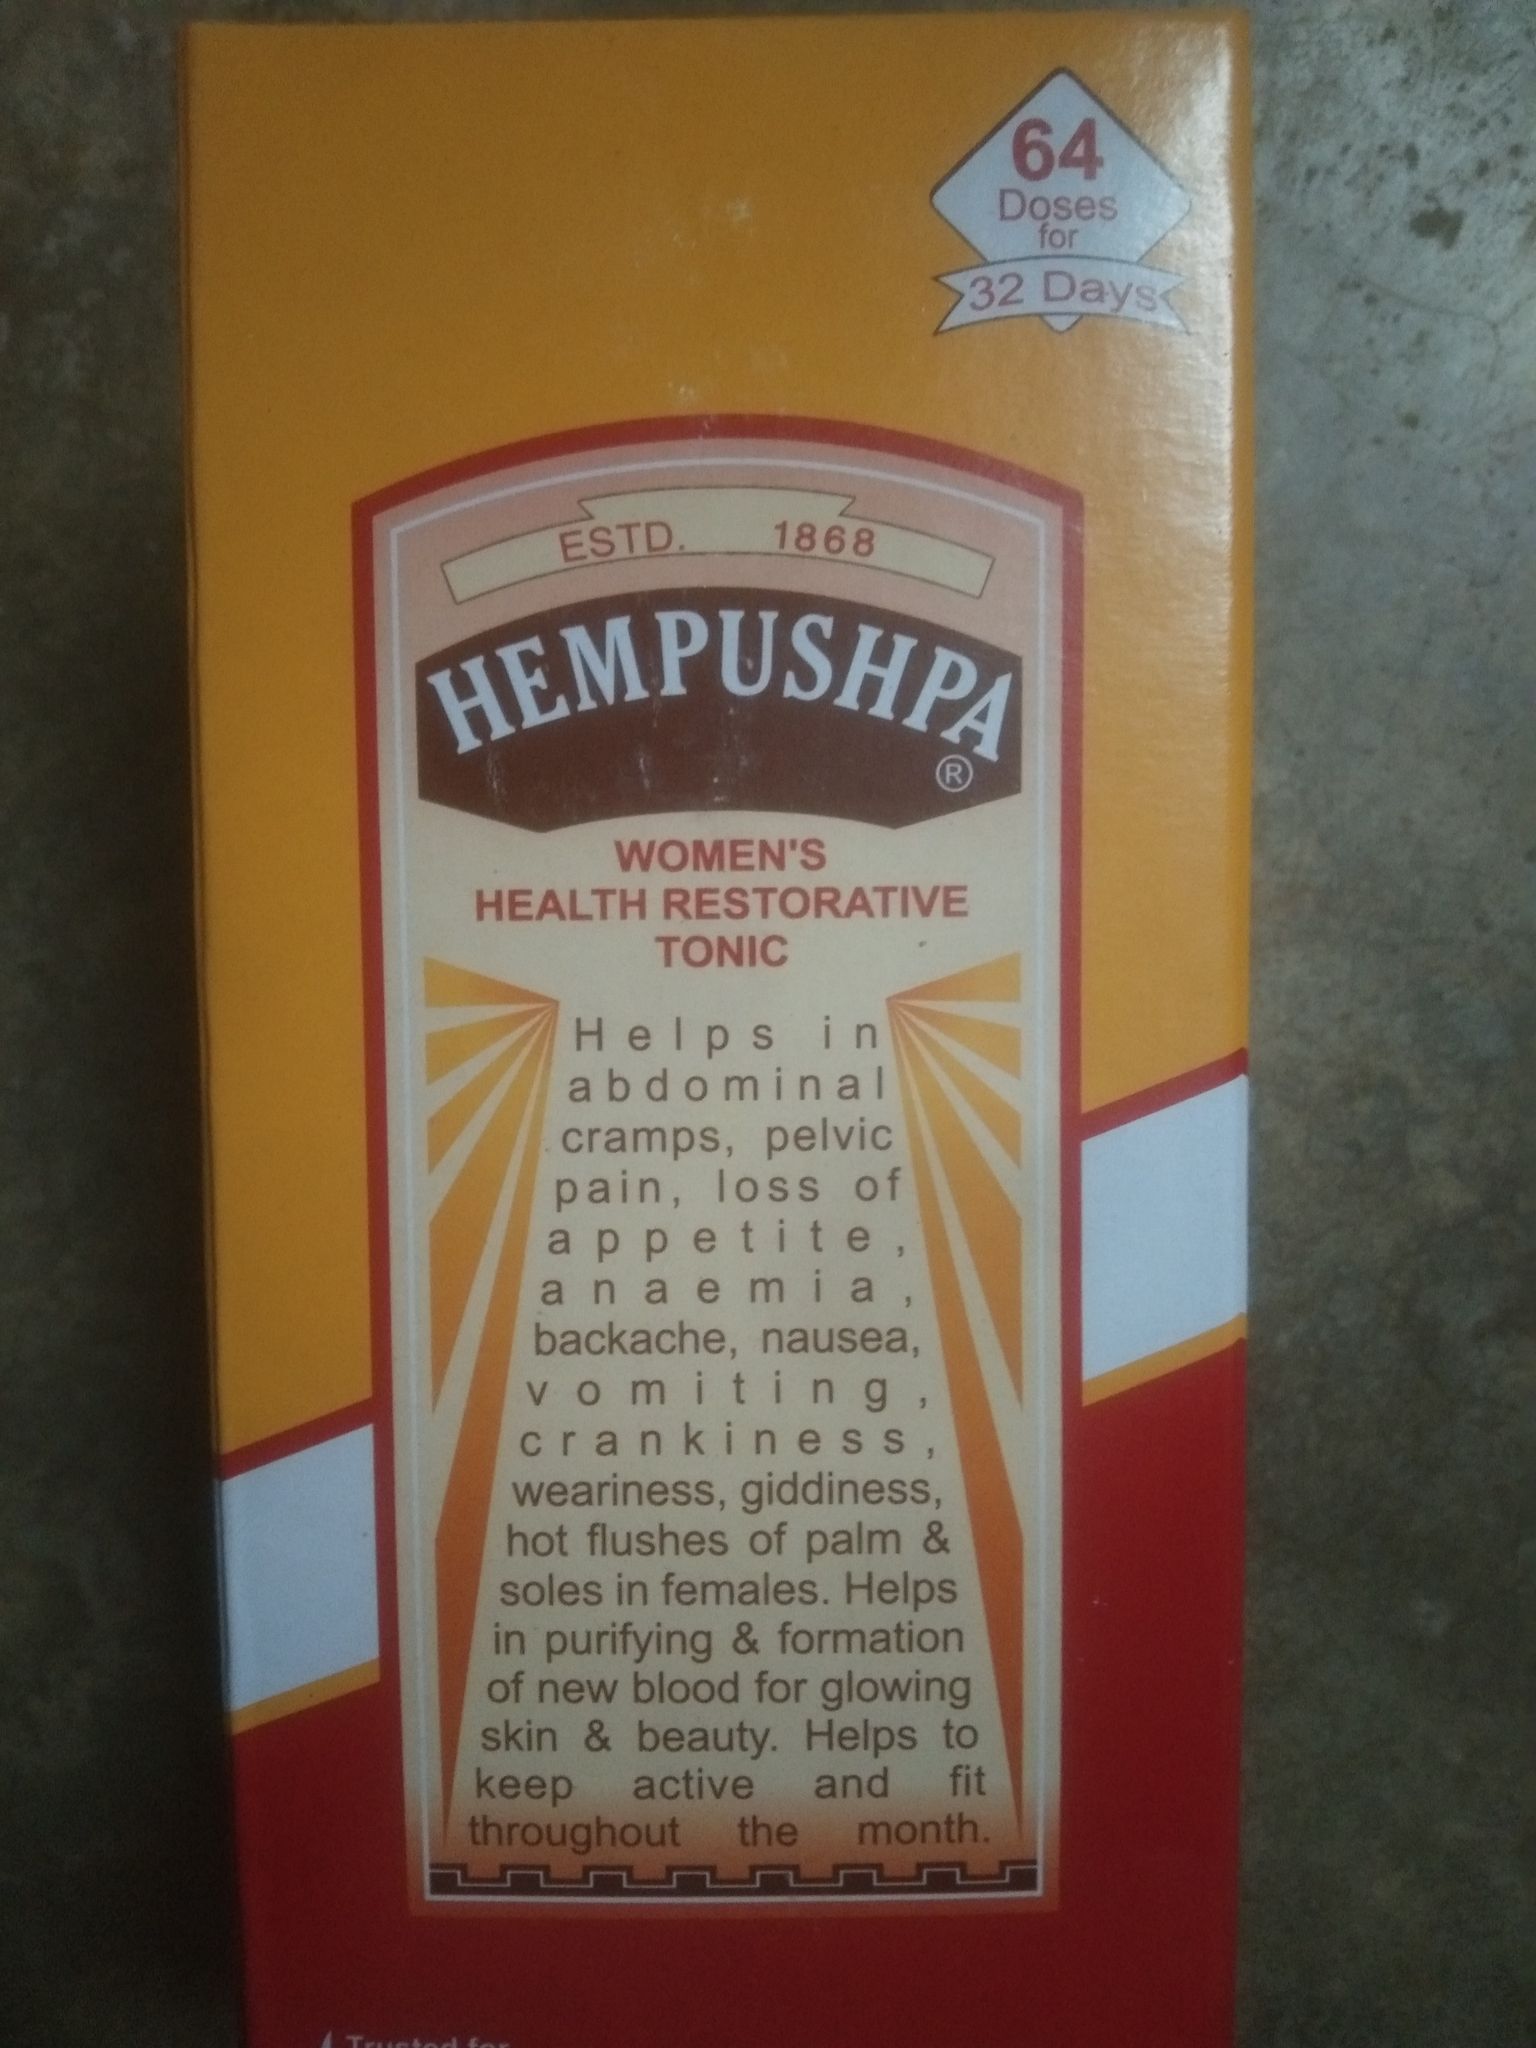 64
Doses
for
32 Days
ESTD. 1868
HEMPUSHPA
®
WOMEN'S
HEALTH RESTORATIVE
TONIC
Helps in
abdominal
cramps, pelvic
pain, loss of
appetite,
anaemia,
backache, nausea,
vomiting,
crankiness,
weariness, giddiness,
hot flushes of palm &
soles in females. Helps
in purifying & formation
of new blood for glowing
skin & beauty. Helps to
keep active and fit
throughout the month.
Trusted for